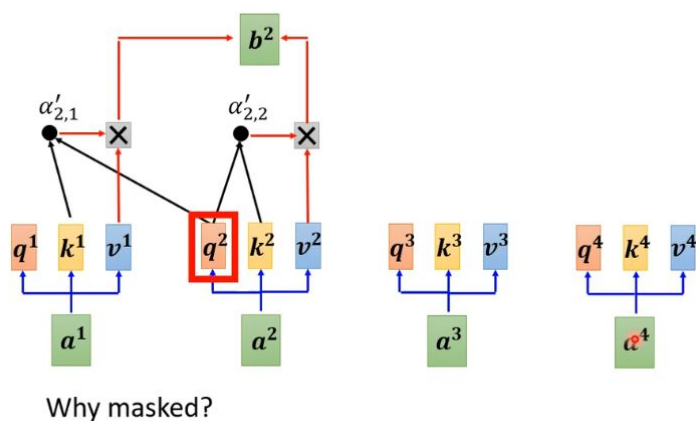 b²
α′₂,₁ α′₂,₂
q¹ k¹ v¹ q² k² v² q³ k³ v³ q⁴ k⁴ v⁴
a¹ a² a³ a⁴
Why masked?